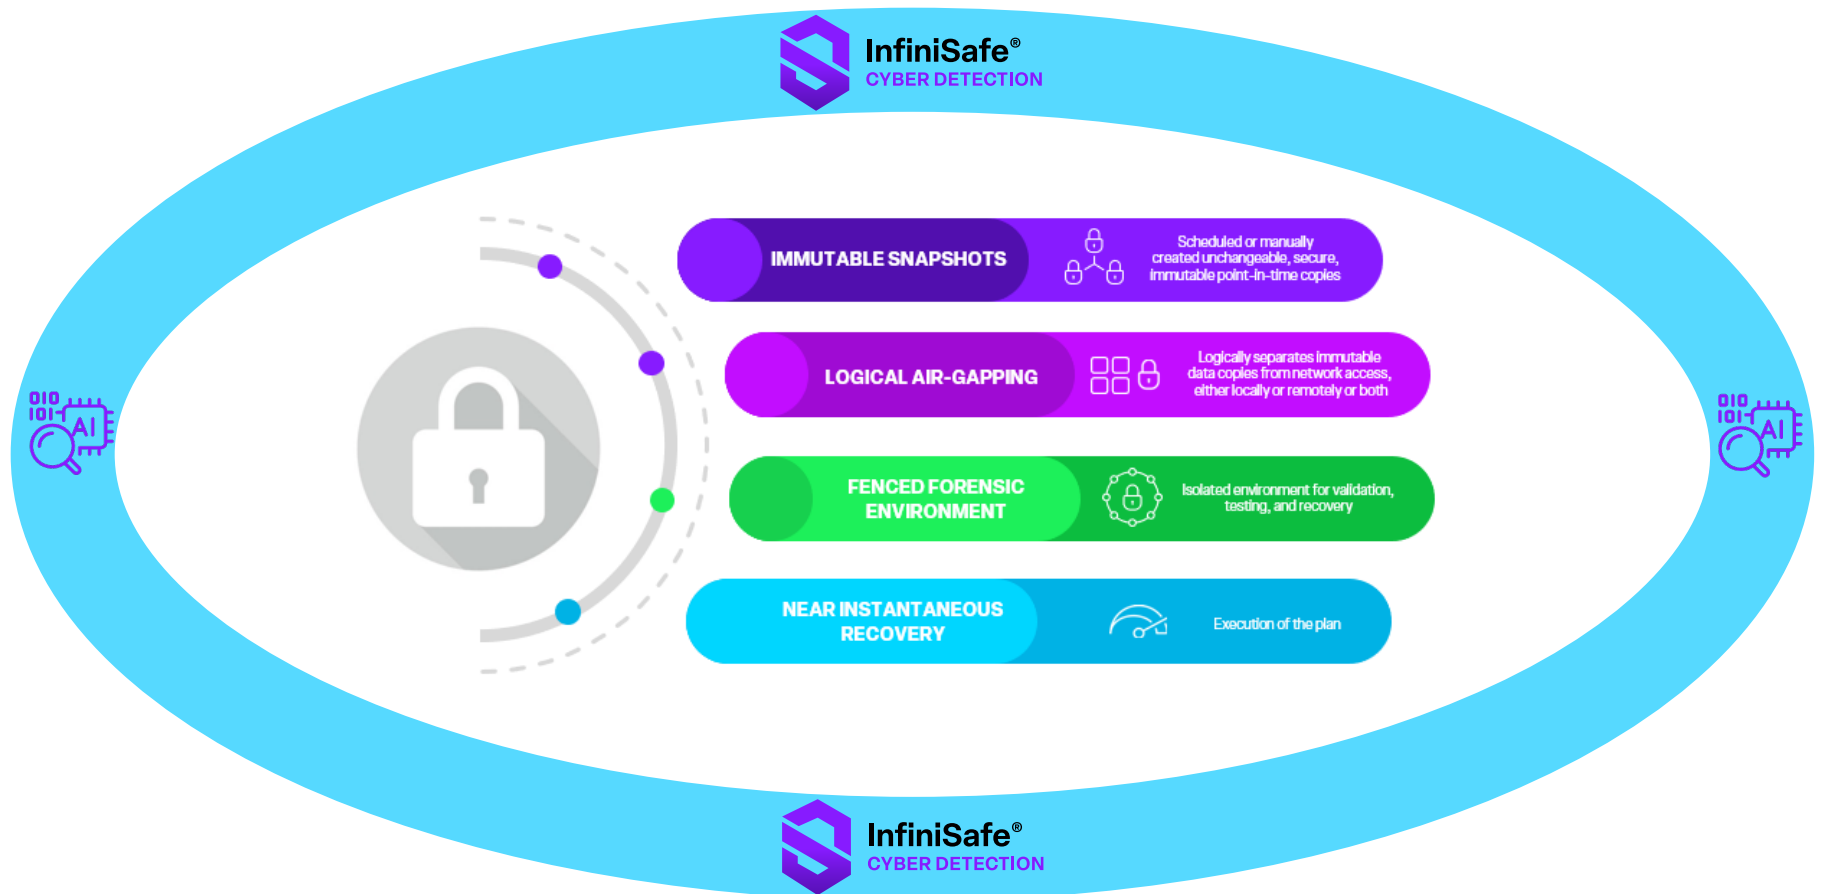 InfiniSafe®
CYBER DETECTION
IMMUTABLE SNAPSHOTS
Scheduled or manually
created unchangeable, secure,
immutable point-in-time copies
LOGICAL AIR-GAPPING
Logically separates immutable
data copies from network access,
either locally or remotely or both
010
101
AI
010
101
AI
FENCED FORENSIC
ENVIRONMENT
Isolated environment for validation,
testing, and recovery
NEAR INSTANTANEOUS
RECOVERY
Execution of the plan
InfiniSafe®
CYBER DETECTION